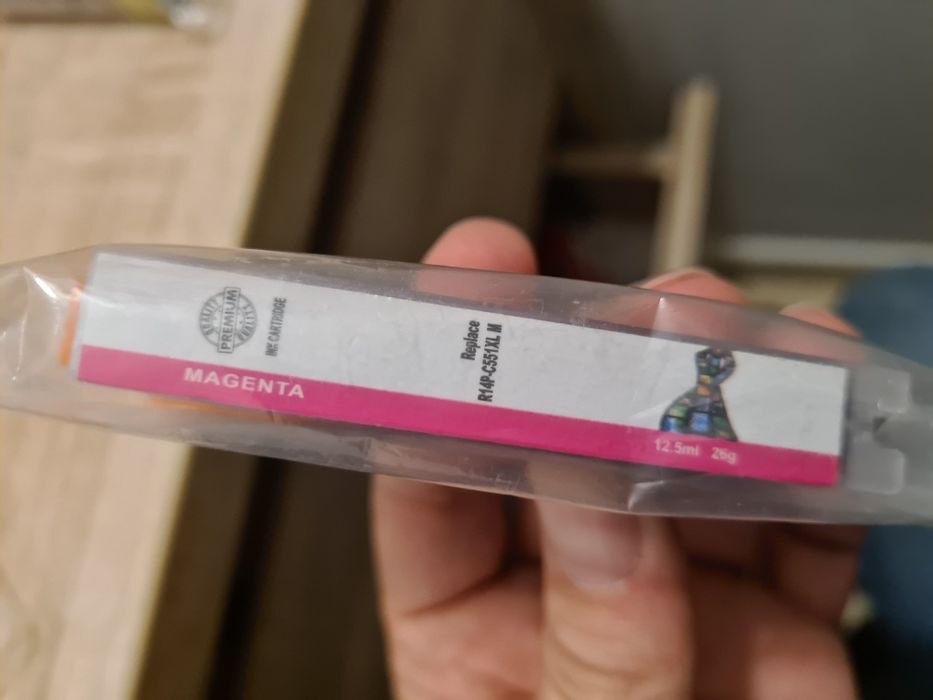 PREMIUM
INK CARTRIDGE
MAGENTA
Replace
R14P-C551XL M
12.5ml 26g